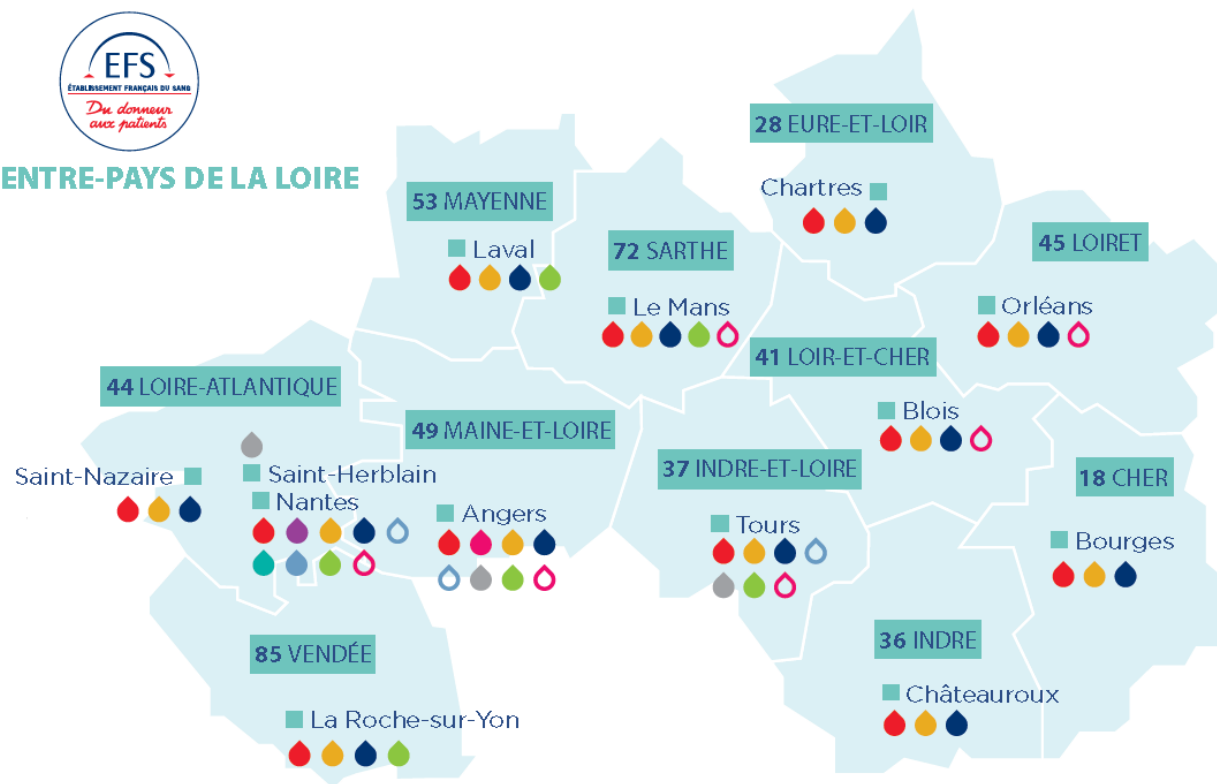 EFS
ÉTABLISSEMENT FRANÇAIS DU SANG
Du donneur
aux patients
ENTRE-PAYS DE LA LOIRE
28 EURE-ET-LOIR
Chartres
53 MAYENNE
Laval
72 SARTHE
Le Mans
45 LOIRET
Orléans
41 LOIR-ET-CHER
Blois
44 LOIRE-ATLANTIQUE
Saint-Nazaire
Saint-Herblain
Nantes
49 MAINE-ET-LOIRE
Angers
37 INDRE-ET-LOIRE
Tours
18 CHER
Bourges
85 VENDÉE
La Roche-sur-Yon
36 INDRE
Châteauroux